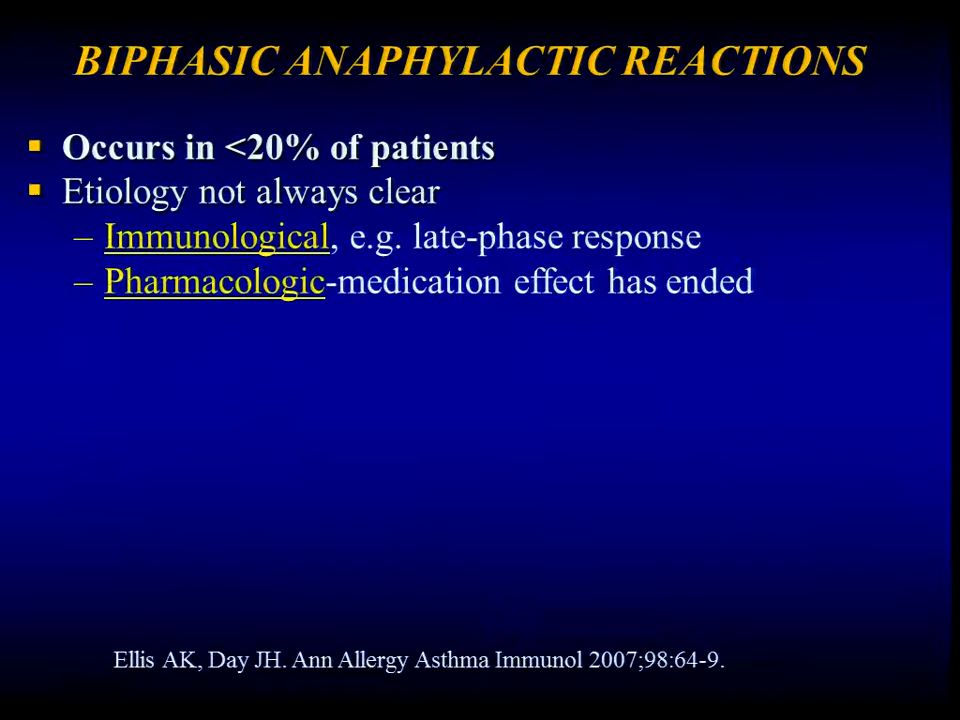 BIPHASIC ANAPHYLACTIC REACTIONS
▪ Occurs in <20% of patients
▪ Etiology not always clear
– Immunological, e.g. late-phase response
– Pharmacologic-medication effect has ended
Ellis AK, Day JH. Ann Allergy Asthma Immunol 2007;98:64-9.